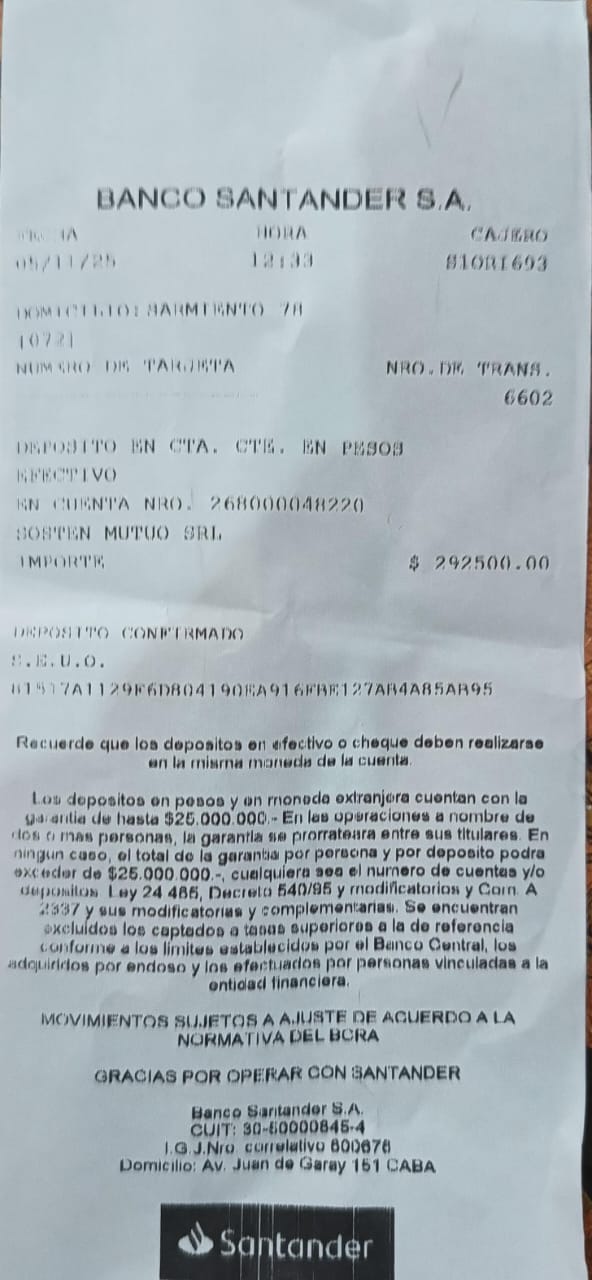 BANCO SANTANDER S.A.
FECHA HORA CAJERO
05/11/25 12:33 S1OR1693
DOMICILIO: SARMIENTO 78
(072)
NUMERO DE TARJETA NRO. DE TRANS.
6602
DEPOSITO EN CTA. CTE. EN PESOS
EFECTIVO
EN CUENTA NRO. 268000048220
SOSTEN MUTUO SRL
IMPORTE $ 292500.00
DEPOSITO CONFIRMADO
S.E.U.O.
Recuerde que los depositos en efectivo o cheque deben realizarse
en la misma moneda de la cuenta.
Los depositos en pesos y en moneda extranjera cuentan con la
garantia de hasta $25.000.000.- En las operaciones a nombre de
dos o mas personas, la garantia se prorrateara entre sus titulares. En
ningun caso, el total de la garantia por persona y por deposito podra
exceder de $25.000.000.-, cualquiera sea el numero de cuentas y/o
depositos. Ley 24 485, Decreto 540/95 y modificatorios y Com. A
2337 y sus modificatorias y complementarias. Se encuentran
excluidos los captados a tasas superiores a la de referencia
conforme a los limites establecidos por el Banco Central, los
adquiridos por endoso y los efectuados por personas vinculadas a la
entidad financiera.
MOVIMIENTOS SUJETOS A AJUSTE DE ACUERDO A LA
NORMATIVA DEL BCRA
GRACIAS POR OPERAR CON SANTANDER
Banco Santander S.A.
CUIT: 30-50000845-4
I.G.J.Nro. correlativo 800678
Domicilio: Av. Juan de Garay 151 CABA
Santander